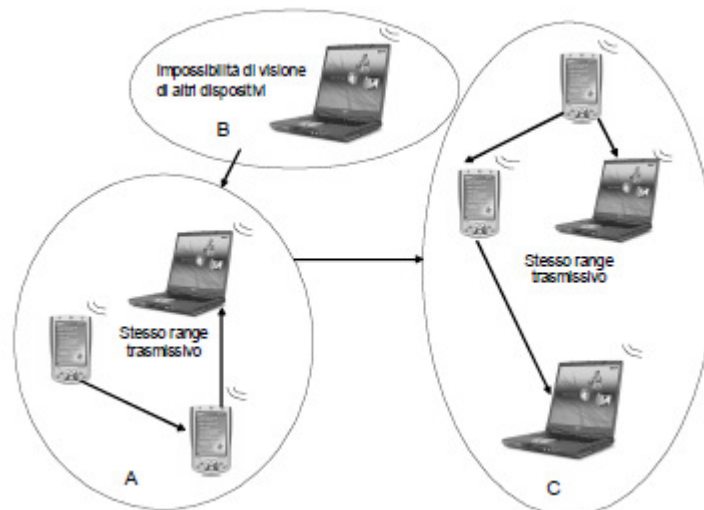 Impossibilità di visione
di altri dispositivi
B
Stesso range
trasmissivo
Stesso range
trasmissivo
A
C